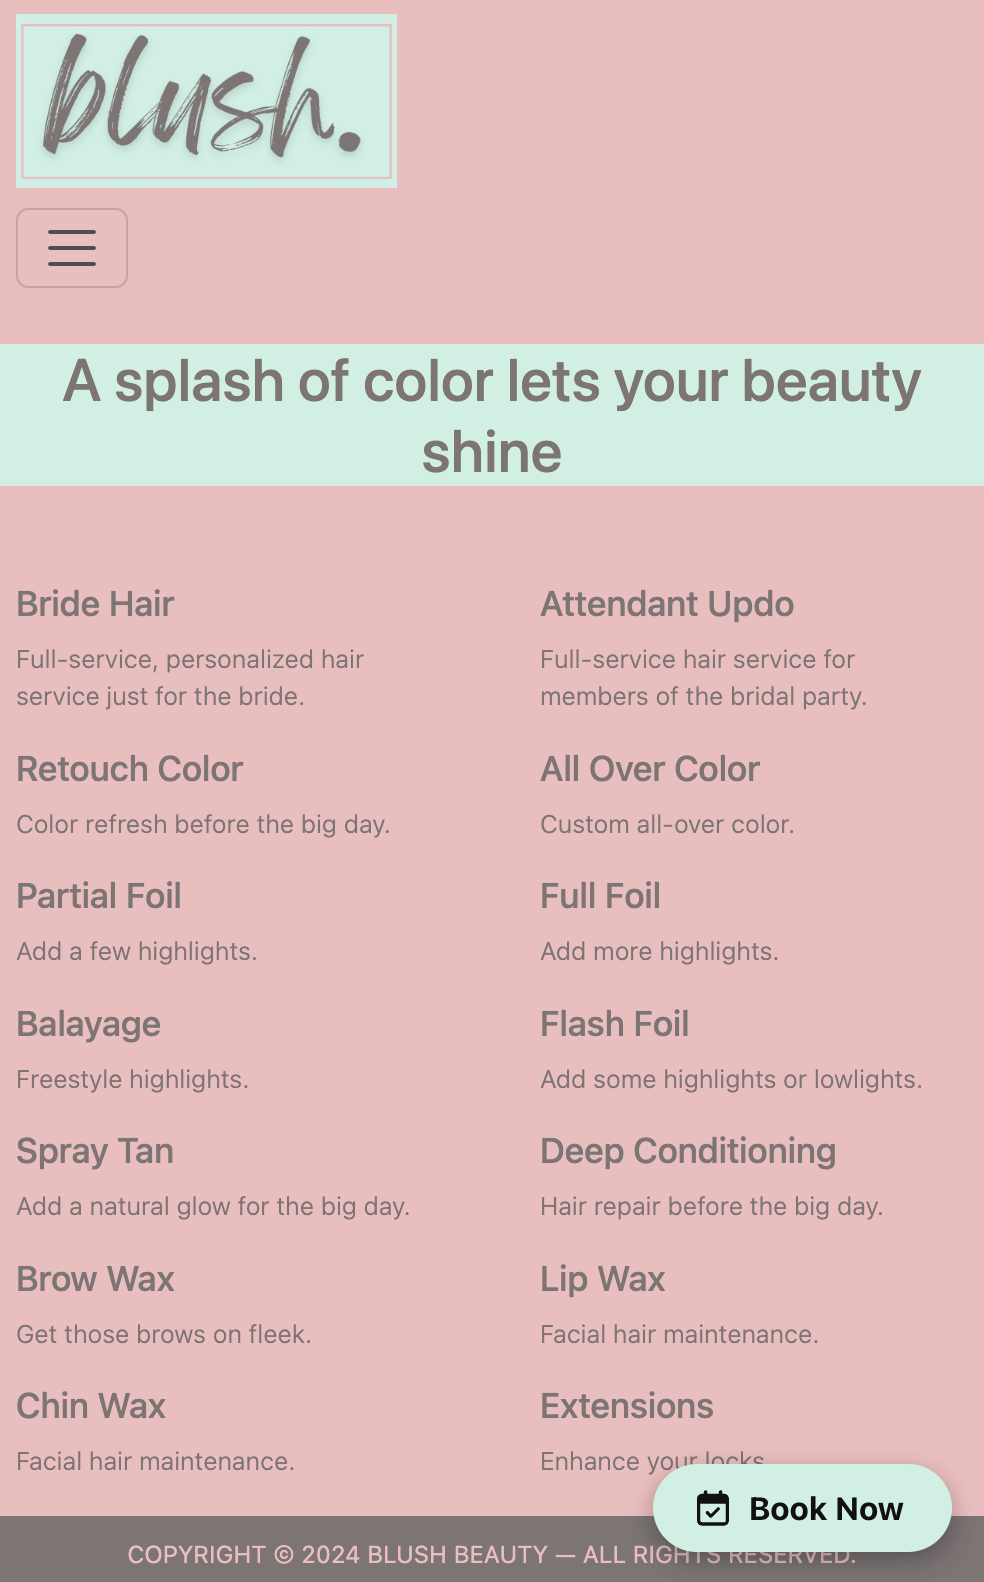 blush.
A splash of color lets your beauty
shine
Bride Hair
Full-service, personalized hair
service just for the bride.
Attendant Updo
Full-service hair service for
members of the bridal party.
Retouch Color
Color refresh before the big day.
All Over Color
Custom all-over color.
Partial Foil
Add a few highlights.
Full Foil
Add more highlights.
Balayage
Freestyle highlights.
Flash Foil
Add some highlights or lowlights.
Spray Tan
Add a natural glow for the big day.
Deep Conditioning
Hair repair before the big day.
Brow Wax
Get those brows on fleek.
Lip Wax
Facial hair maintenance.
Chin Wax
Facial hair maintenance.
Extensions
Enhance your locks.
Book Now
COPYRIGHT © 2024 BLUSH BEAUTY — ALL RIGHTS RESERVED.